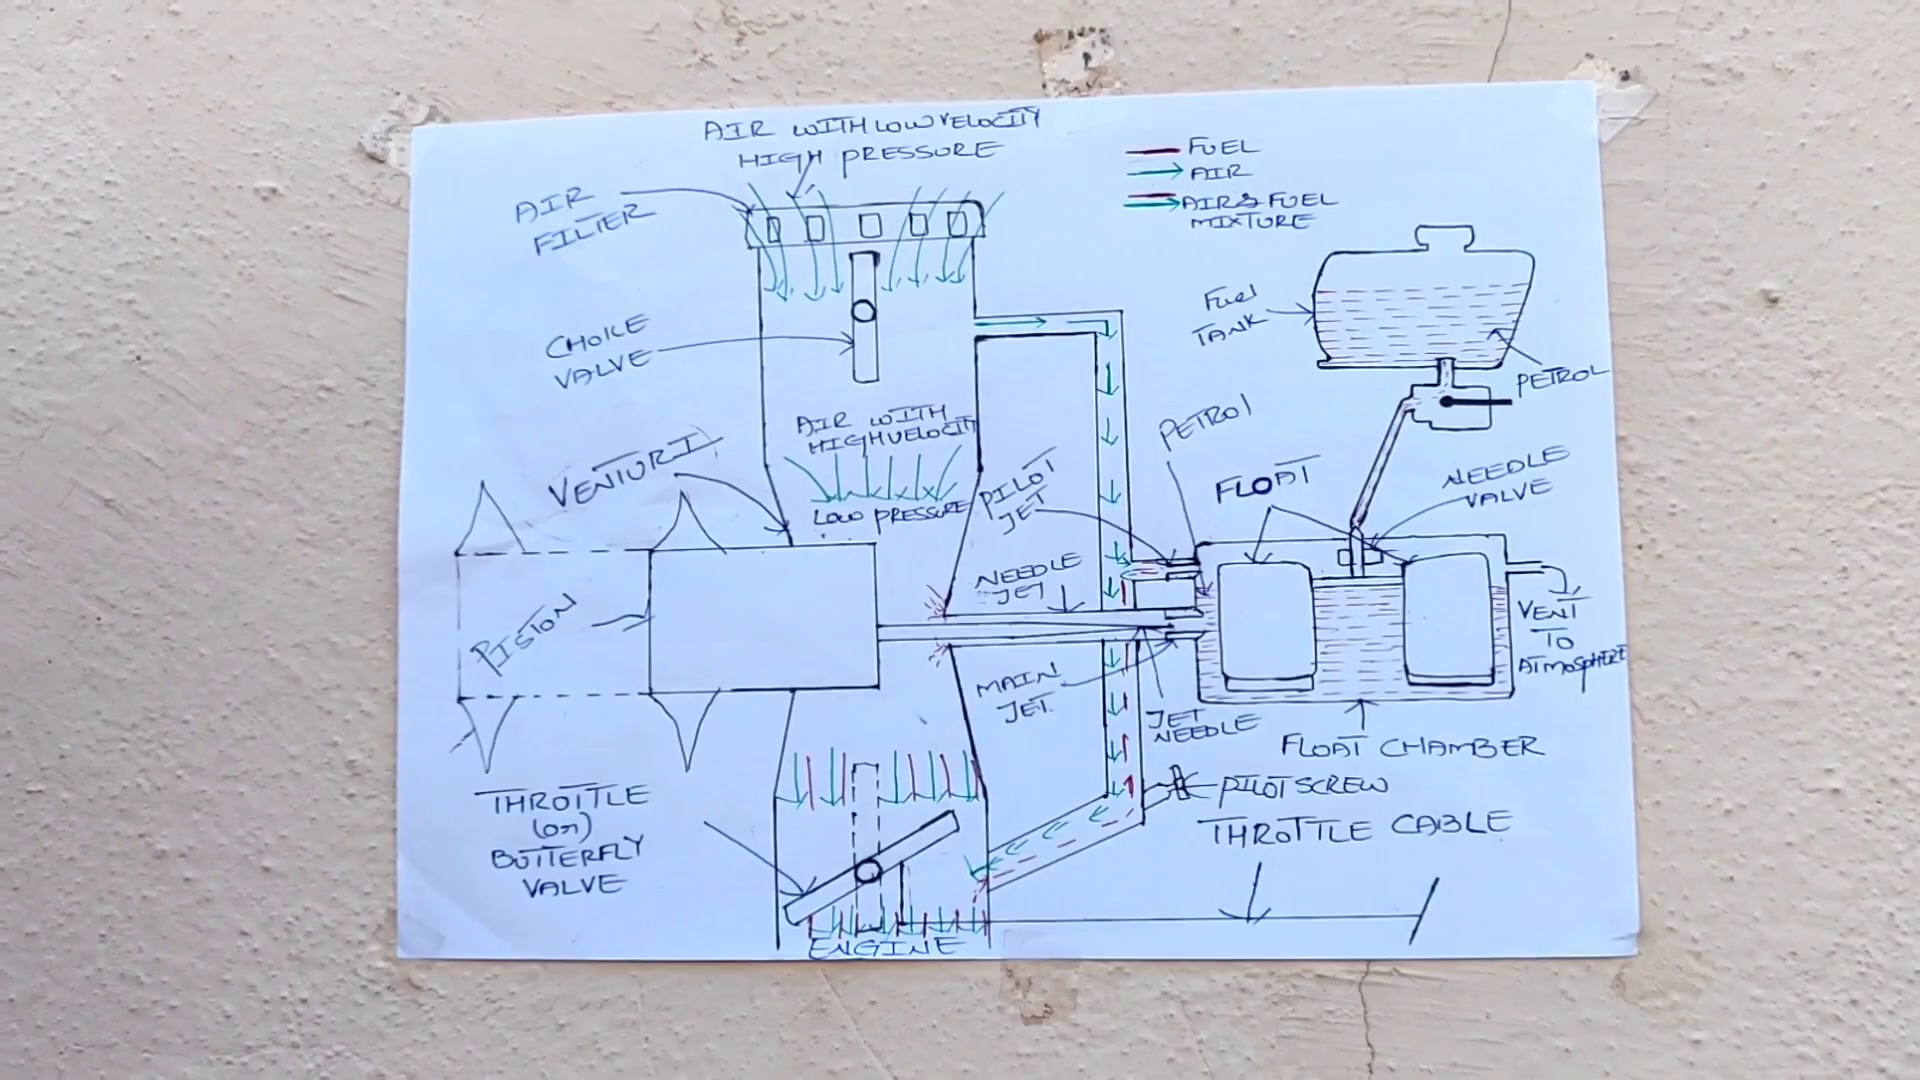 AIR WITH LOW VELOCITY
HIGH PRESSURE
FUEL
AIR
AIR & FUEL
MIXTURE
AIR
FILTER
FUEL
TANK
PETROL
CHOKE
VALVE
AIR WITH
HIGH VELOCITY
LOW PRESSURE
VENTURI
PILOT
JET
PETROL
FLOAT
NEEDLE
VALVE
NEEDLE
JET
PISTON
VENT
TO
ATMOSPHERE
MAIN
JET
JET
NEEDLE
FLOAT CHAMBER
THROTTLE
(or)
BUTTERFLY
VALVE
PILOT SCREW
THROTTLE CABLE
ENGINE